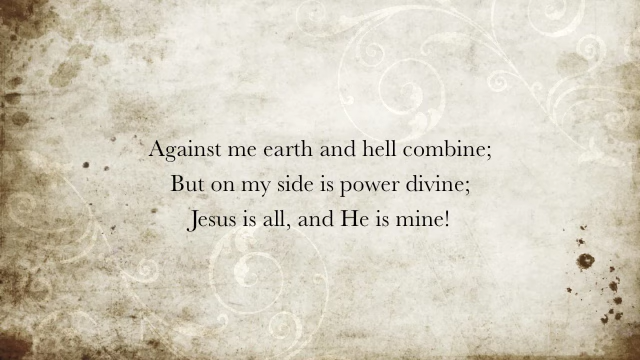 Against me earth and hell combine;
But on my side is power divine;
Jesus is all, and He is mine!